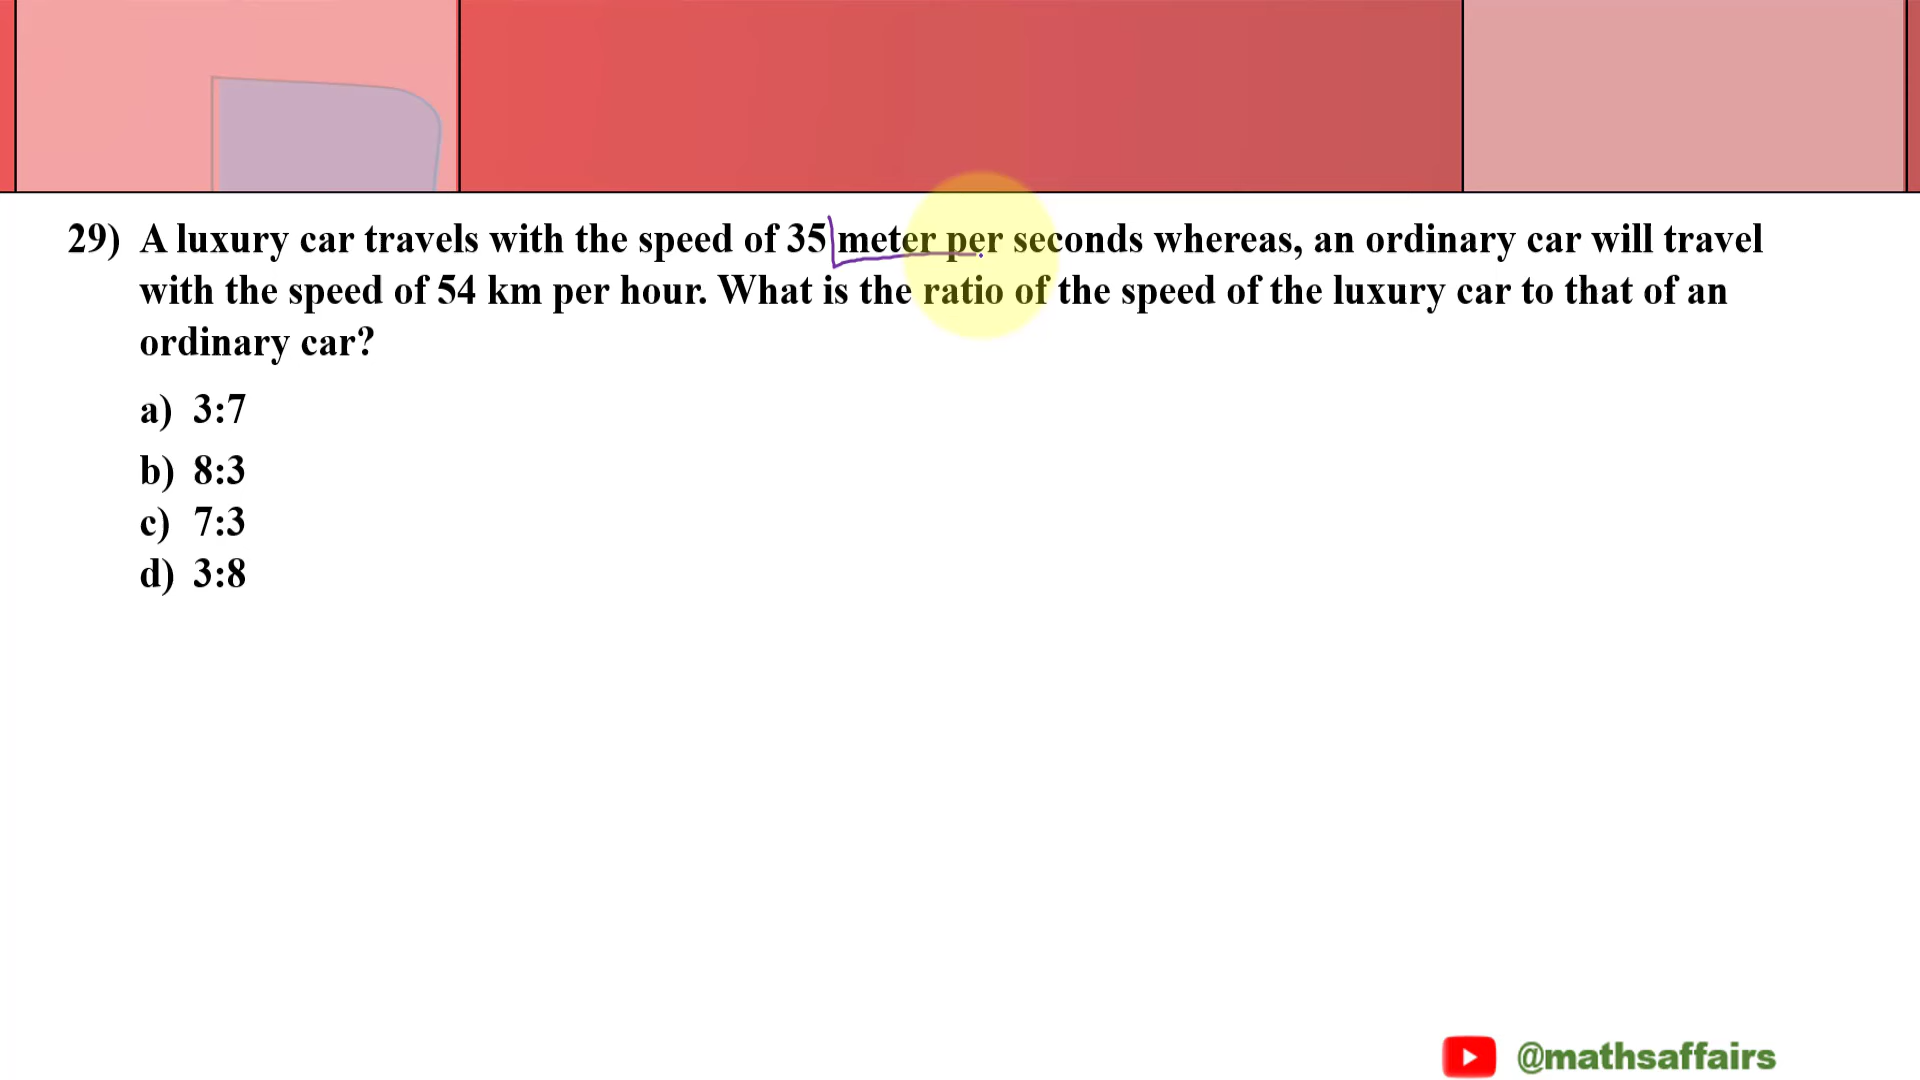 29) A luxury car travels with the speed of 35 meter per seconds whereas, an ordinary car will travel
with the speed of 54 km per hour. What is the ratio of the speed of the luxury car to that of an
ordinary car?
a) 3:7
b) 8:3
c) 7:3
d) 3:8
@mathsaffairs